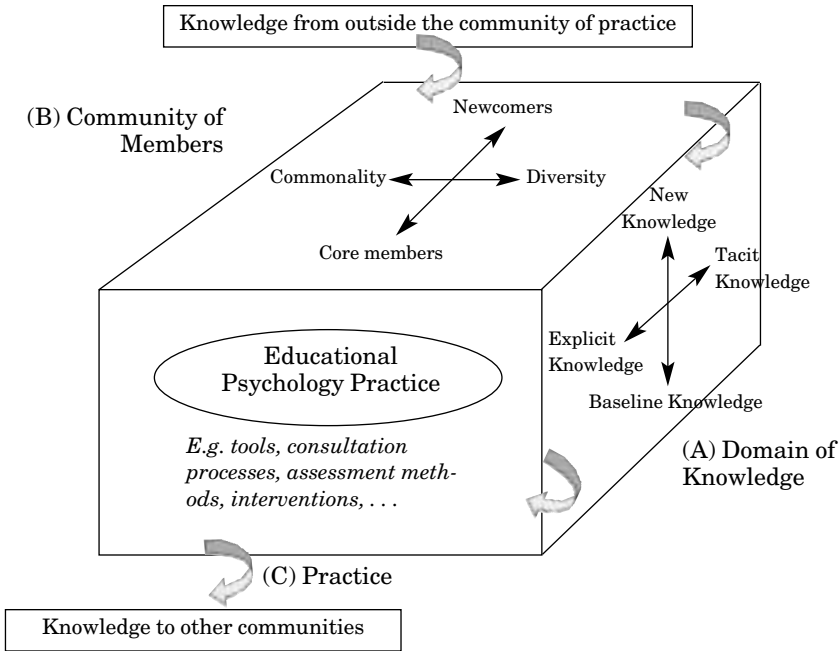 Knowledge from outside the community of practice
(B) Community of
Members
Newcomers
Commonality
Diversity
Core members
New
Knowledge
Tacit
Knowledge
Explicit
Knowledge
Baseline Knowledge
(A) Domain of
Knowledge
Educational
Psychology Practice
E.g. tools, consultation
processes, assessment meth-
ods, interventions, . . .
(C) Practice
Knowledge to other communities